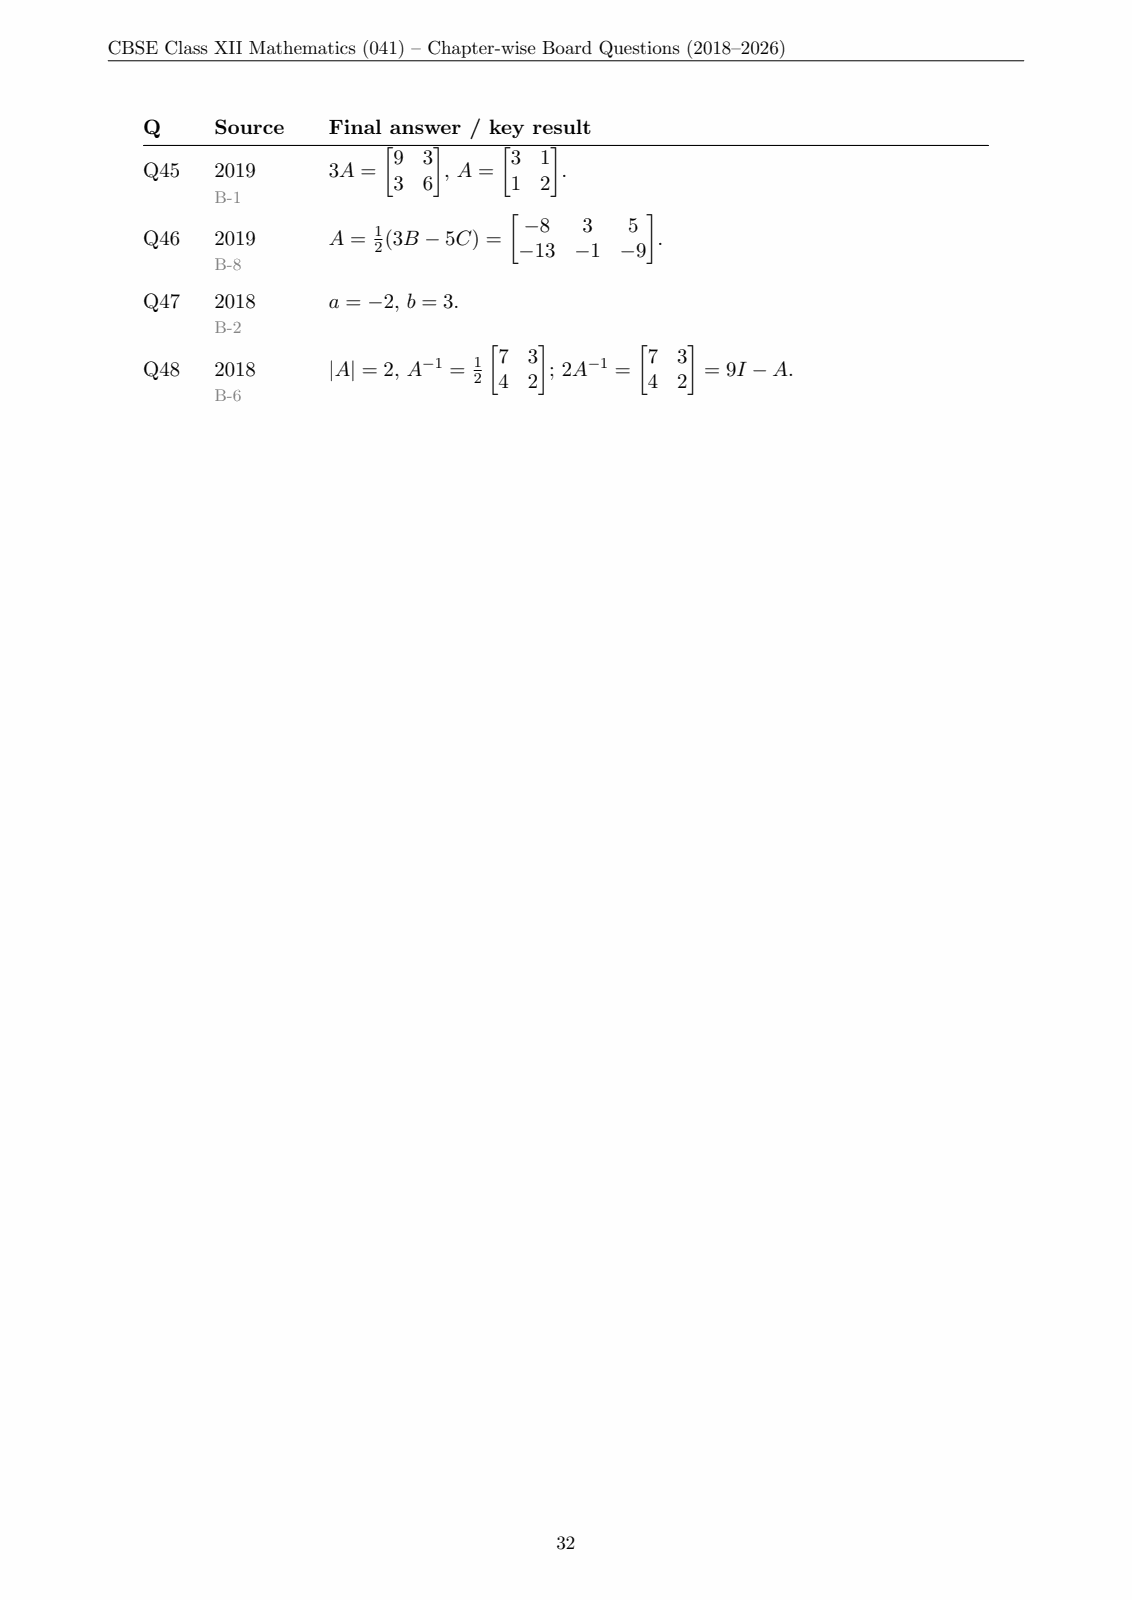 CBSE Class XII Mathematics (041) – Chapter-wise Board Questions (2018–2026)
Q Source Final answer / key result
Q45 2019 3A = [9 3; 3 6], A = [3 1; 1 2].
B-1
Q46 2019 A = 1/2(3B − 5C) = [−8 3 5; −13 −1 −9].
B-8
Q47 2018 a = −2, b = 3.
B-2
Q48 2018 |A| = 2, A⁻¹ = 1/2 [7 3; 4 2]; 2A⁻¹ = [7 3; 4 2] = 9I − A.
B-6
32